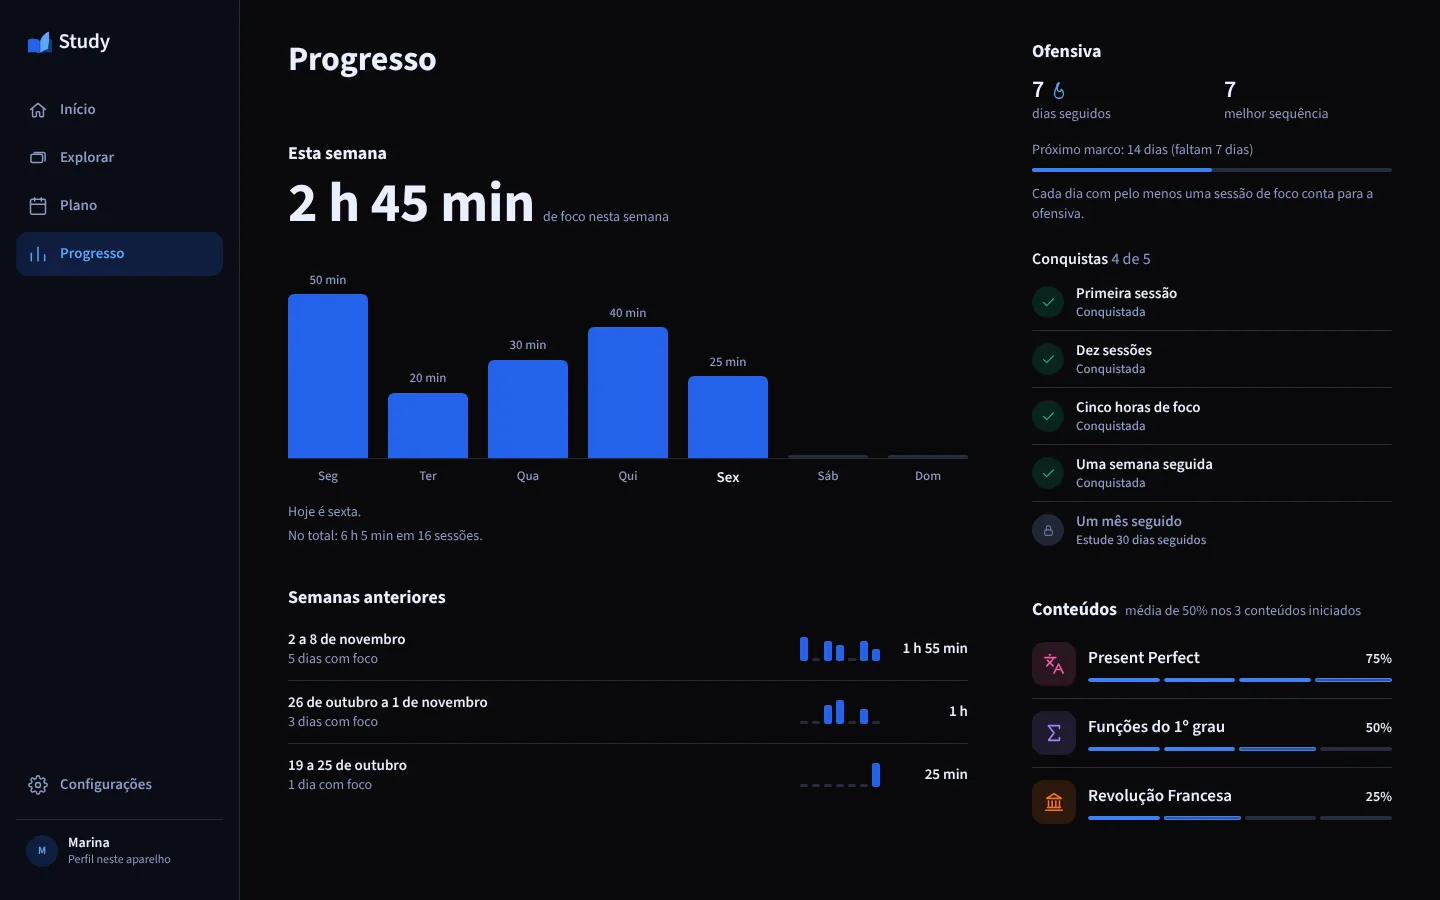 Study
Início
Explorar
Plano
Progresso
Configurações
M
Marina
Perfil neste aparelho
Progresso
Esta semana
2 h 45 min de foco nesta semana
50 min
20 min
30 min
40 min
25 min
Seg
Ter
Qua
Qui
Sex
Sáb
Dom
Hoje é sexta.
No total: 6 h 5 min em 16 sessões.
Semanas anteriores
2 a 8 de novembro
5 dias com foco
1 h 55 min
26 de outubro a 1 de novembro
3 dias com foco
1 h
19 a 25 de outubro
1 dia com foco
25 min
Ofensiva
7
dias seguidos
7
melhor sequência
Próximo marco: 14 dias (faltam 7 dias)
Cada dia com pelo menos uma sessão de foco conta para a
ofensiva.
Conquistas 4 de 5
Primeira sessão
Conquistada
Dez sessões
Conquistada
Cinco horas de foco
Conquistada
Uma semana seguida
Conquistada
Um mês seguido
Estude 30 dias seguidos
Conteúdos média de 50% nos 3 conteúdos iniciados
Present Perfect
75%
Funções do 1º grau
50%
Revolução Francesa
25%